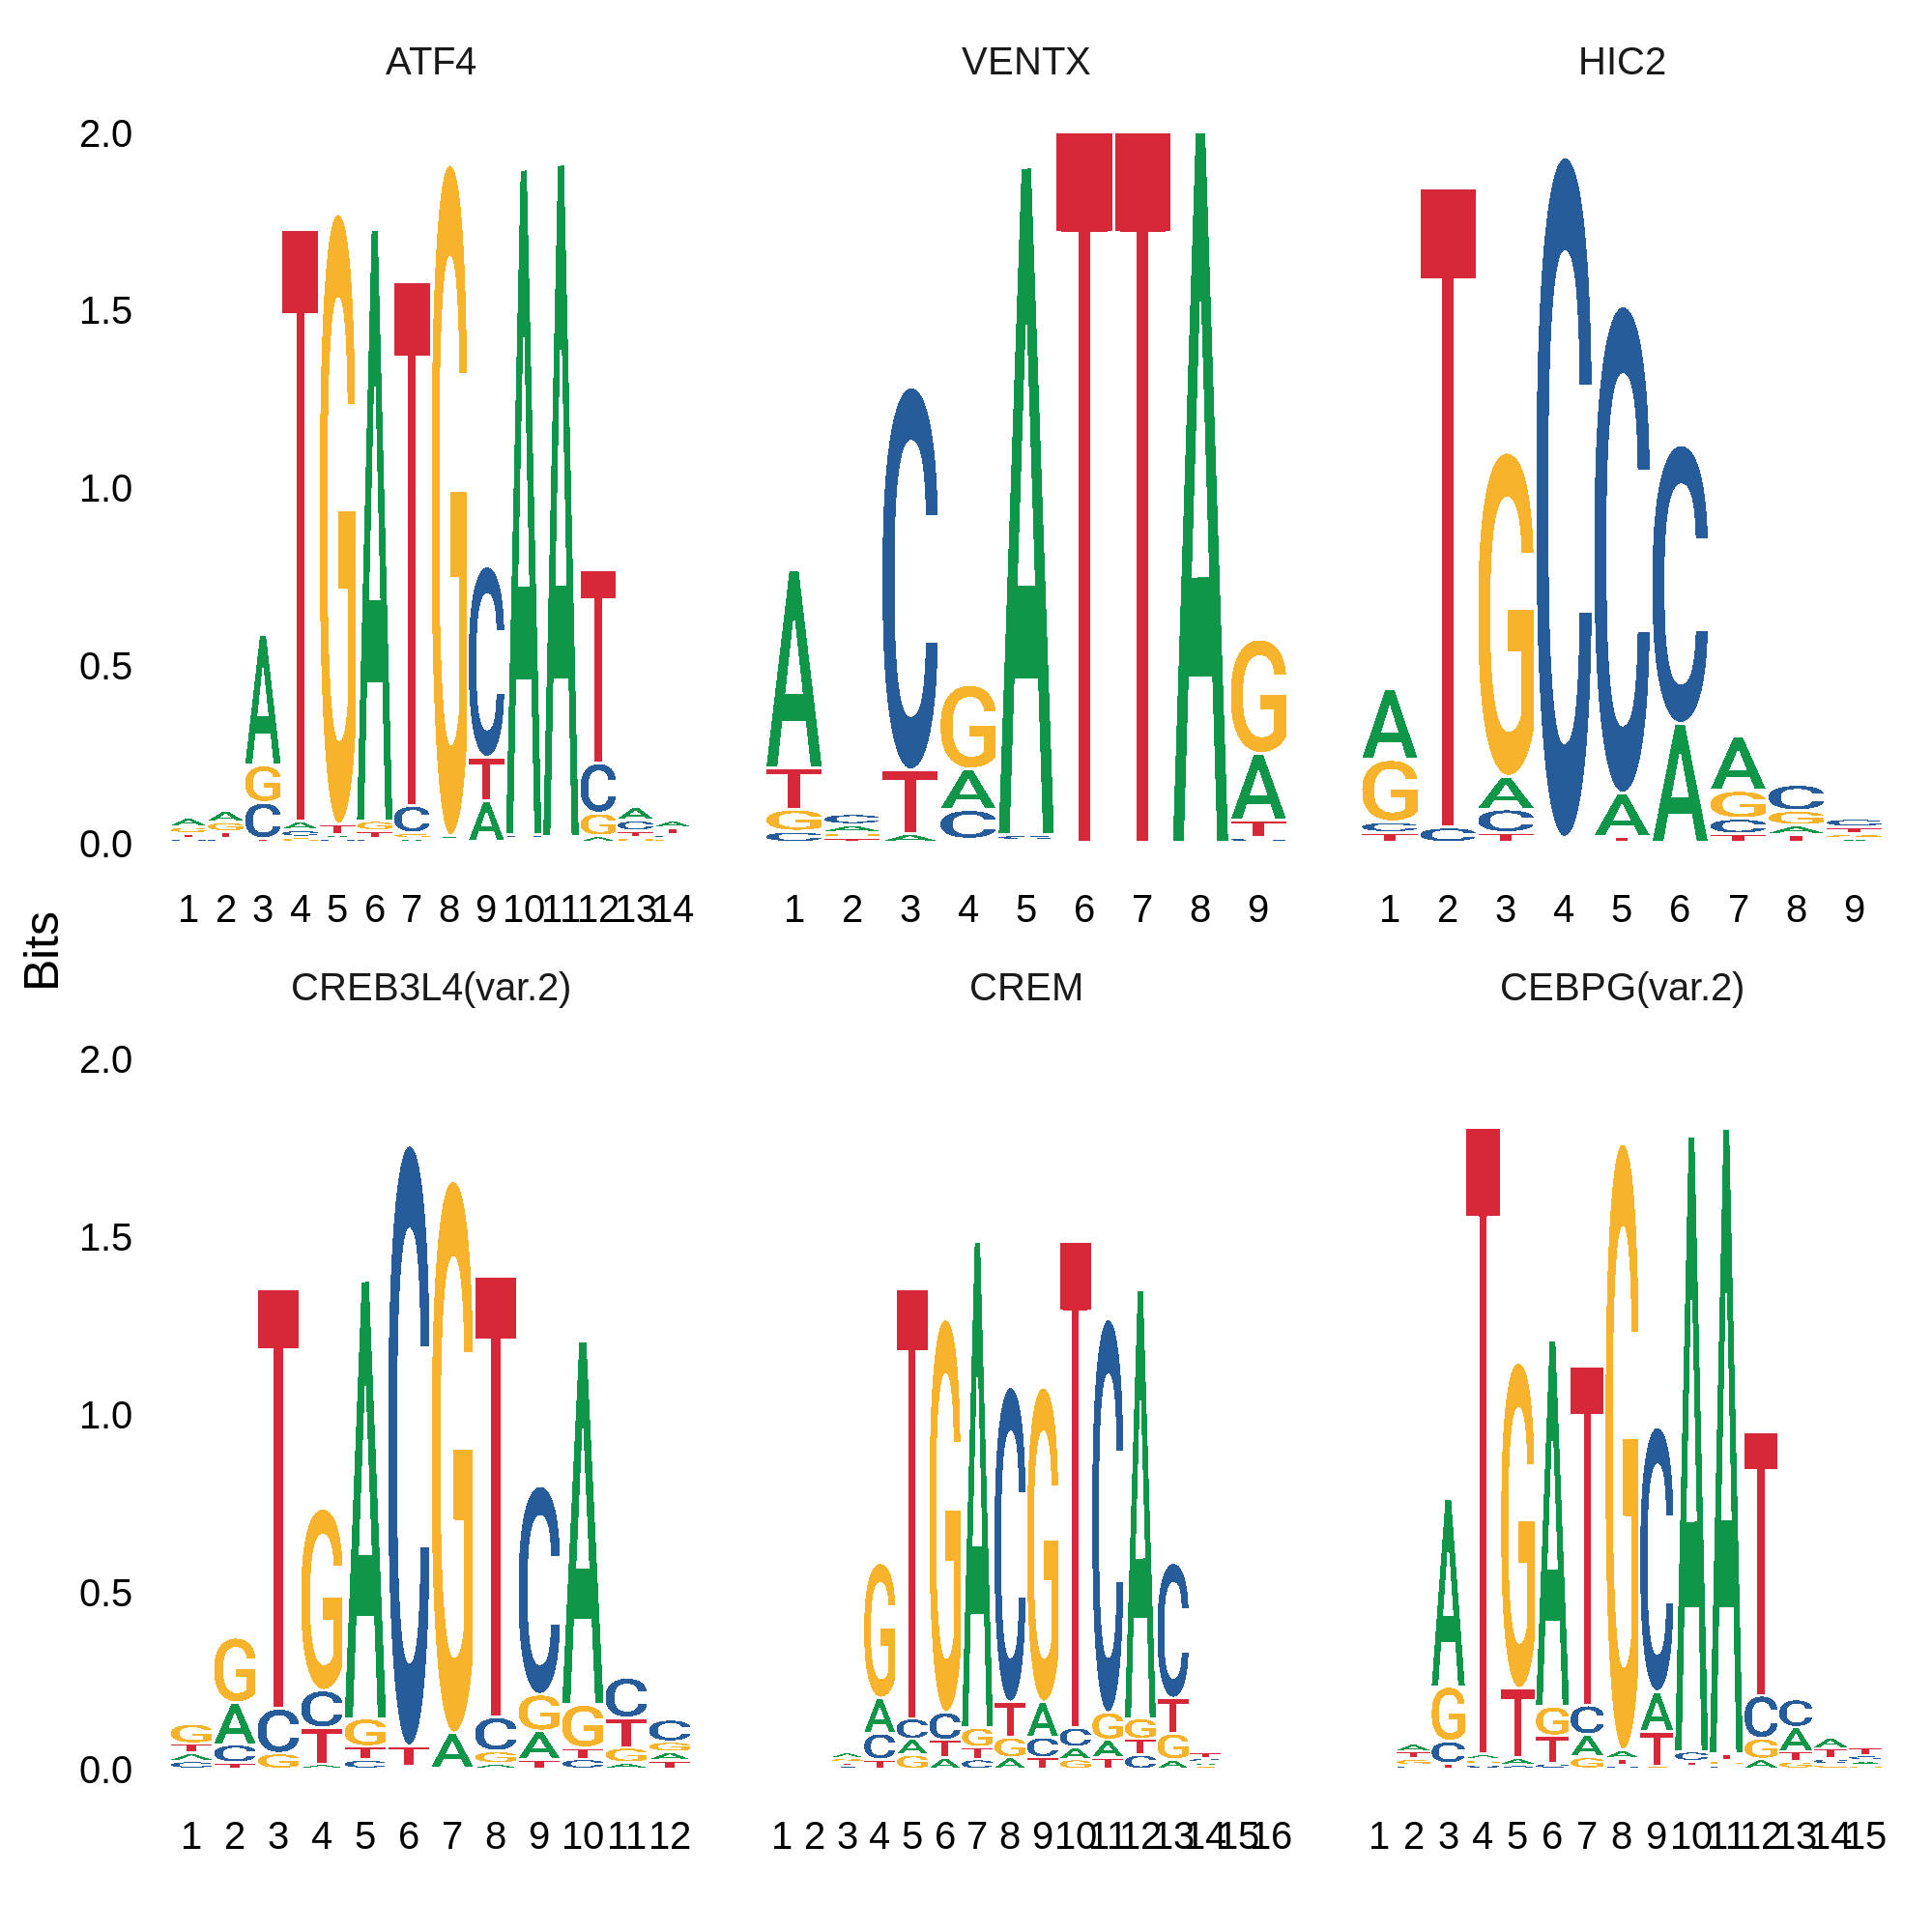 ATF4 VENTX HIC2
2.0
1.5
1.0
0.5
0.0
1 2 3 4 5 6 7 8 9 10 11 12 13 14
1 2 3 4 5 6 7 8 9
1 2 3 4 5 6 7 8 9
Bits
CREB3L4(var.2) CREM CEBPG(var.2)
2.0
1.5
1.0
0.5
0.0
1 2 3 4 5 6 7 8 9 10 11 12
1 2 3 4 5 6 7 8 9 10 11 12 13 14 15 16
1 2 3 4 5 6 7 8 9 10 11 12 13 14 15